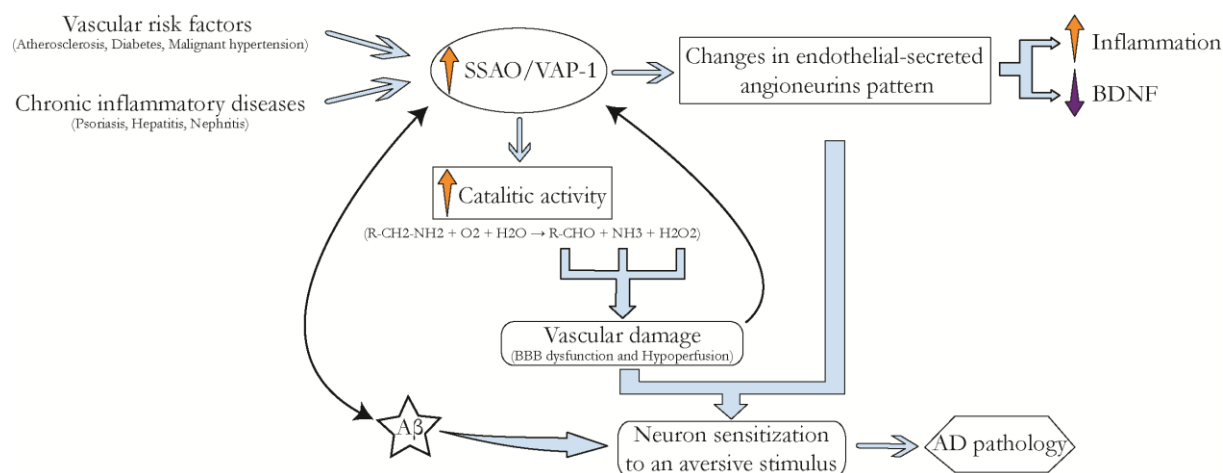 Vascular risk factors
(Atherosclerosis, Diabetes, Malignant hypertension)
Chronic inflammatory diseases
(Psoriasis, Hepatitis, Nephritis)
SSAO/VAP-1
Changes in endothelial-secreted
angioneurins pattern
Inflammation
BDNF
Catalitic activity
(R-CH2-NH2 + O2 + H2O → R-CHO + NH3 + H2O2)
Vascular damage
(BBB dysfunction and Hypoperfusion)
Aβ
Neuron sensitization
to an aversive stimulus
AD pathology